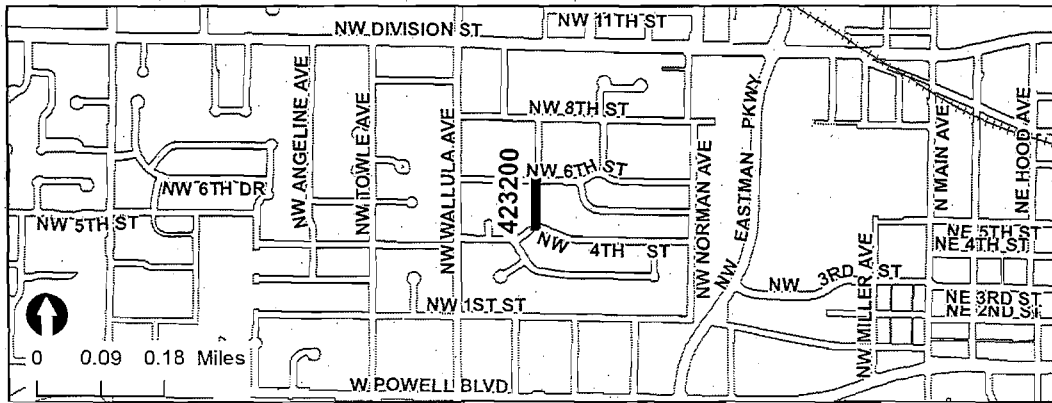 NW 11TH ST
NW DIVISION ST
NW ANGELINE AVE
NW TOWLE AVE
NW WALLULA AVE
NW 8TH ST
NW EASTMAN PKWY
N MAIN AVE
NE HOOD AVE
423200
NW 6TH ST
NW NORMAN AVE
NW 6TH DR
NW 5TH ST
NW 4TH ST
NE 5TH ST
NE 4TH ST
NW 3RD ST
NW MILLER AVE
NE 3RD ST
NE 2ND ST
NW 1ST ST
0 0.09 0.18 Miles
W POWELL BLVD